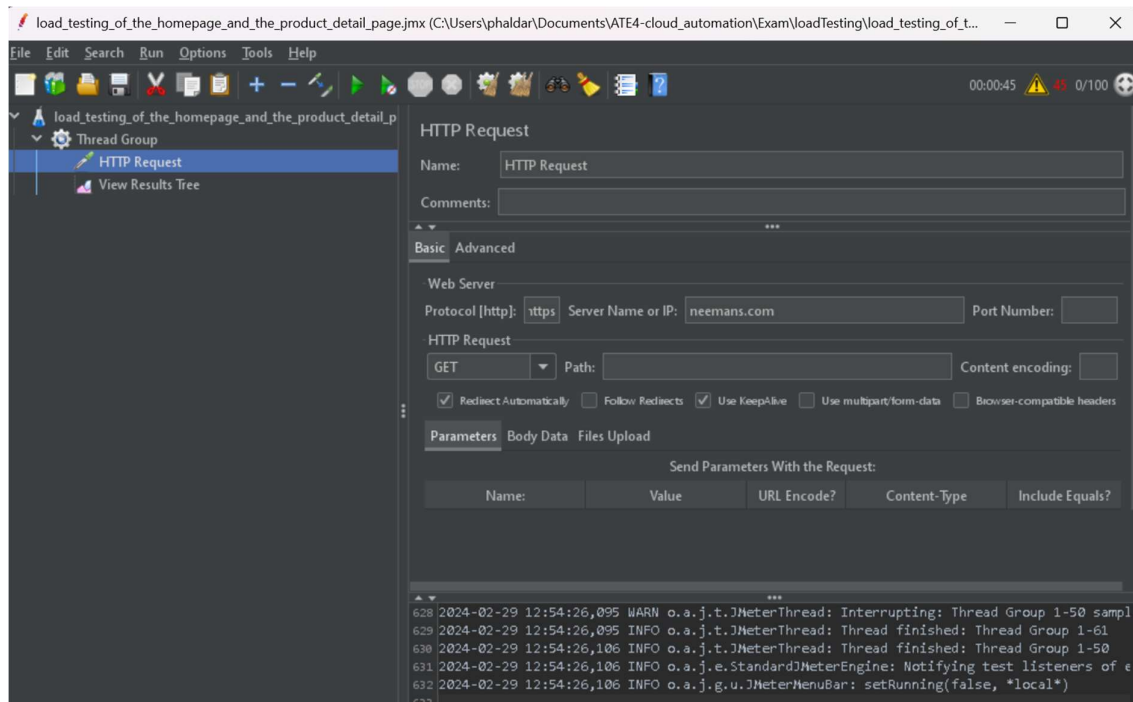 load_testing_of_the_homepage_and_the_product_detail_page.jmx (C:\Users\phaldar\Documents\ATE4-cloud_automation\Exam\loadTesting\load_testing_of_t...
File Edit Search Run Options Tools Help
00:00:45 45 0/100
load_testing_of_the_homepage_and_the_product_detail_p
Thread Group
HTTP Request
View Results Tree
HTTP Request
Name: HTTP Request
Comments:
Basic Advanced
Web Server
Protocol [http]: https Server Name or IP: neemans.com Port Number:
HTTP Request
GET Path: Content encoding:
Redirect Automatically Follow Redirects Use KeepAlive Use multipart/form-data Browser-compatible headers
Parameters Body Data Files Upload
Send Parameters With the Request:
Name: Value URL Encode? Content-Type Include Equals?
628 2024-02-29 12:54:26,095 WARN o.a.j.t.JMeterThread: Interrupting: Thread Group 1-50 sampl
629 2024-02-29 12:54:26,095 INFO o.a.j.t.JMeterThread: Thread finished: Thread Group 1-61
630 2024-02-29 12:54:26,106 INFO o.a.j.t.JMeterThread: Thread finished: Thread Group 1-50
631 2024-02-29 12:54:26,106 INFO o.a.j.e.StandardJMeterEngine: Notifying test listeners of e
632 2024-02-29 12:54:26,106 INFO o.a.j.g.u.JMeterMenuBar: setRunning(false, *local*)